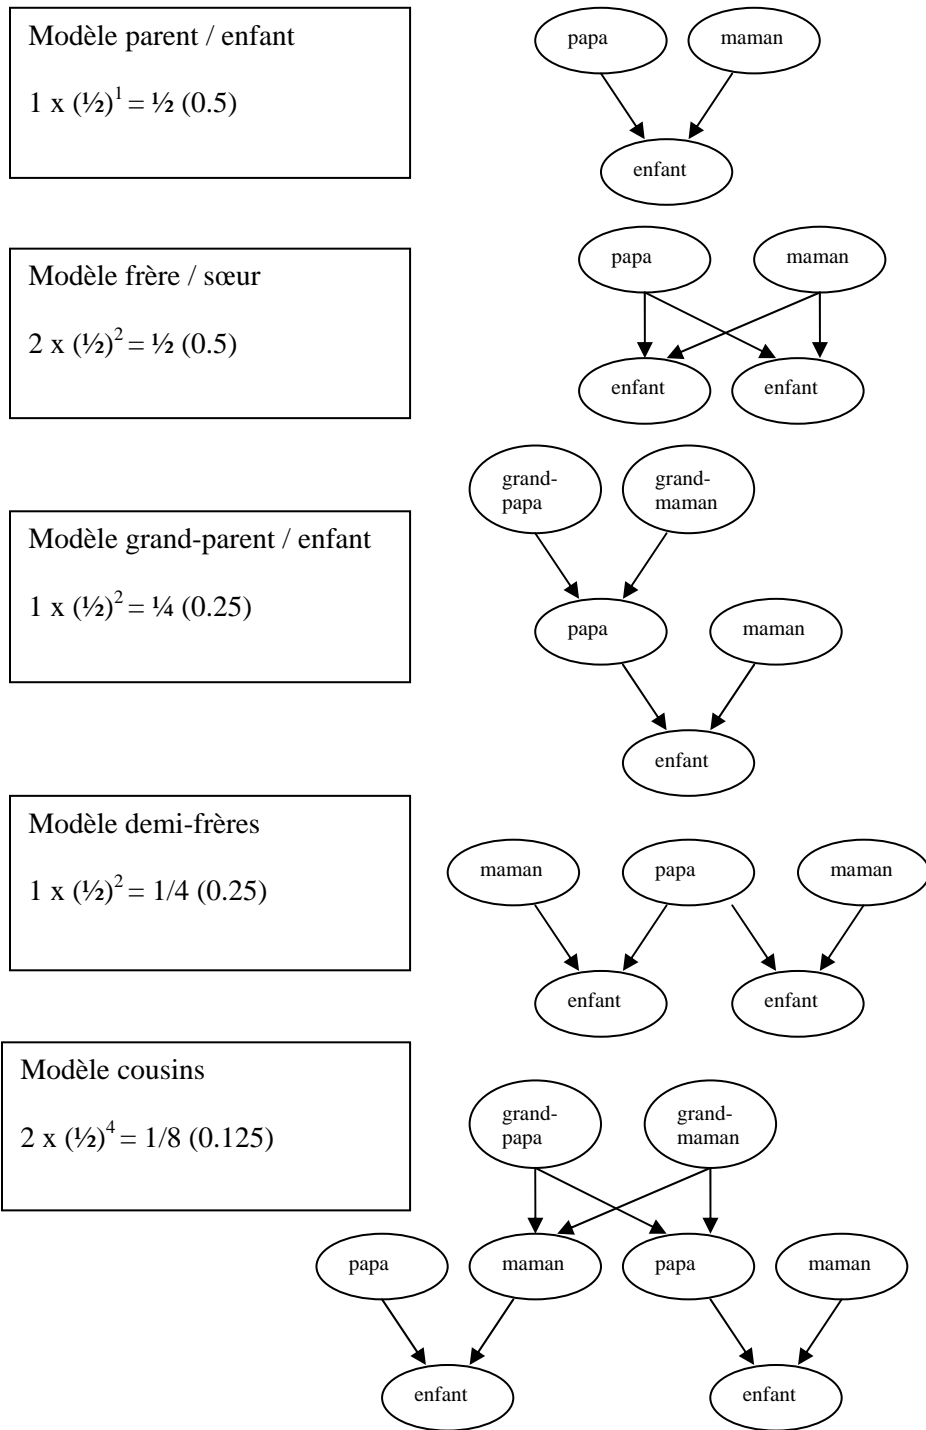 Modèle parent / enfant
1 x (½)¹ = ½ (0.5)
papa
maman
enfant
Modèle frère / sœur
2 x (½)² = ½ (0.5)
papa
maman
enfant
enfant
Modèle grand-parent / enfant
1 x (½)² = ¼ (0.25)
grand-
papa
grand-
maman
papa
maman
enfant
Modèle demi-frères
1 x (½)² = 1/4 (0.25)
maman
papa
maman
enfant
enfant
Modèle cousins
2 x (½)⁴ = 1/8 (0.125)
grand-
papa
grand-
maman
papa
maman
papa
maman
enfant
enfant